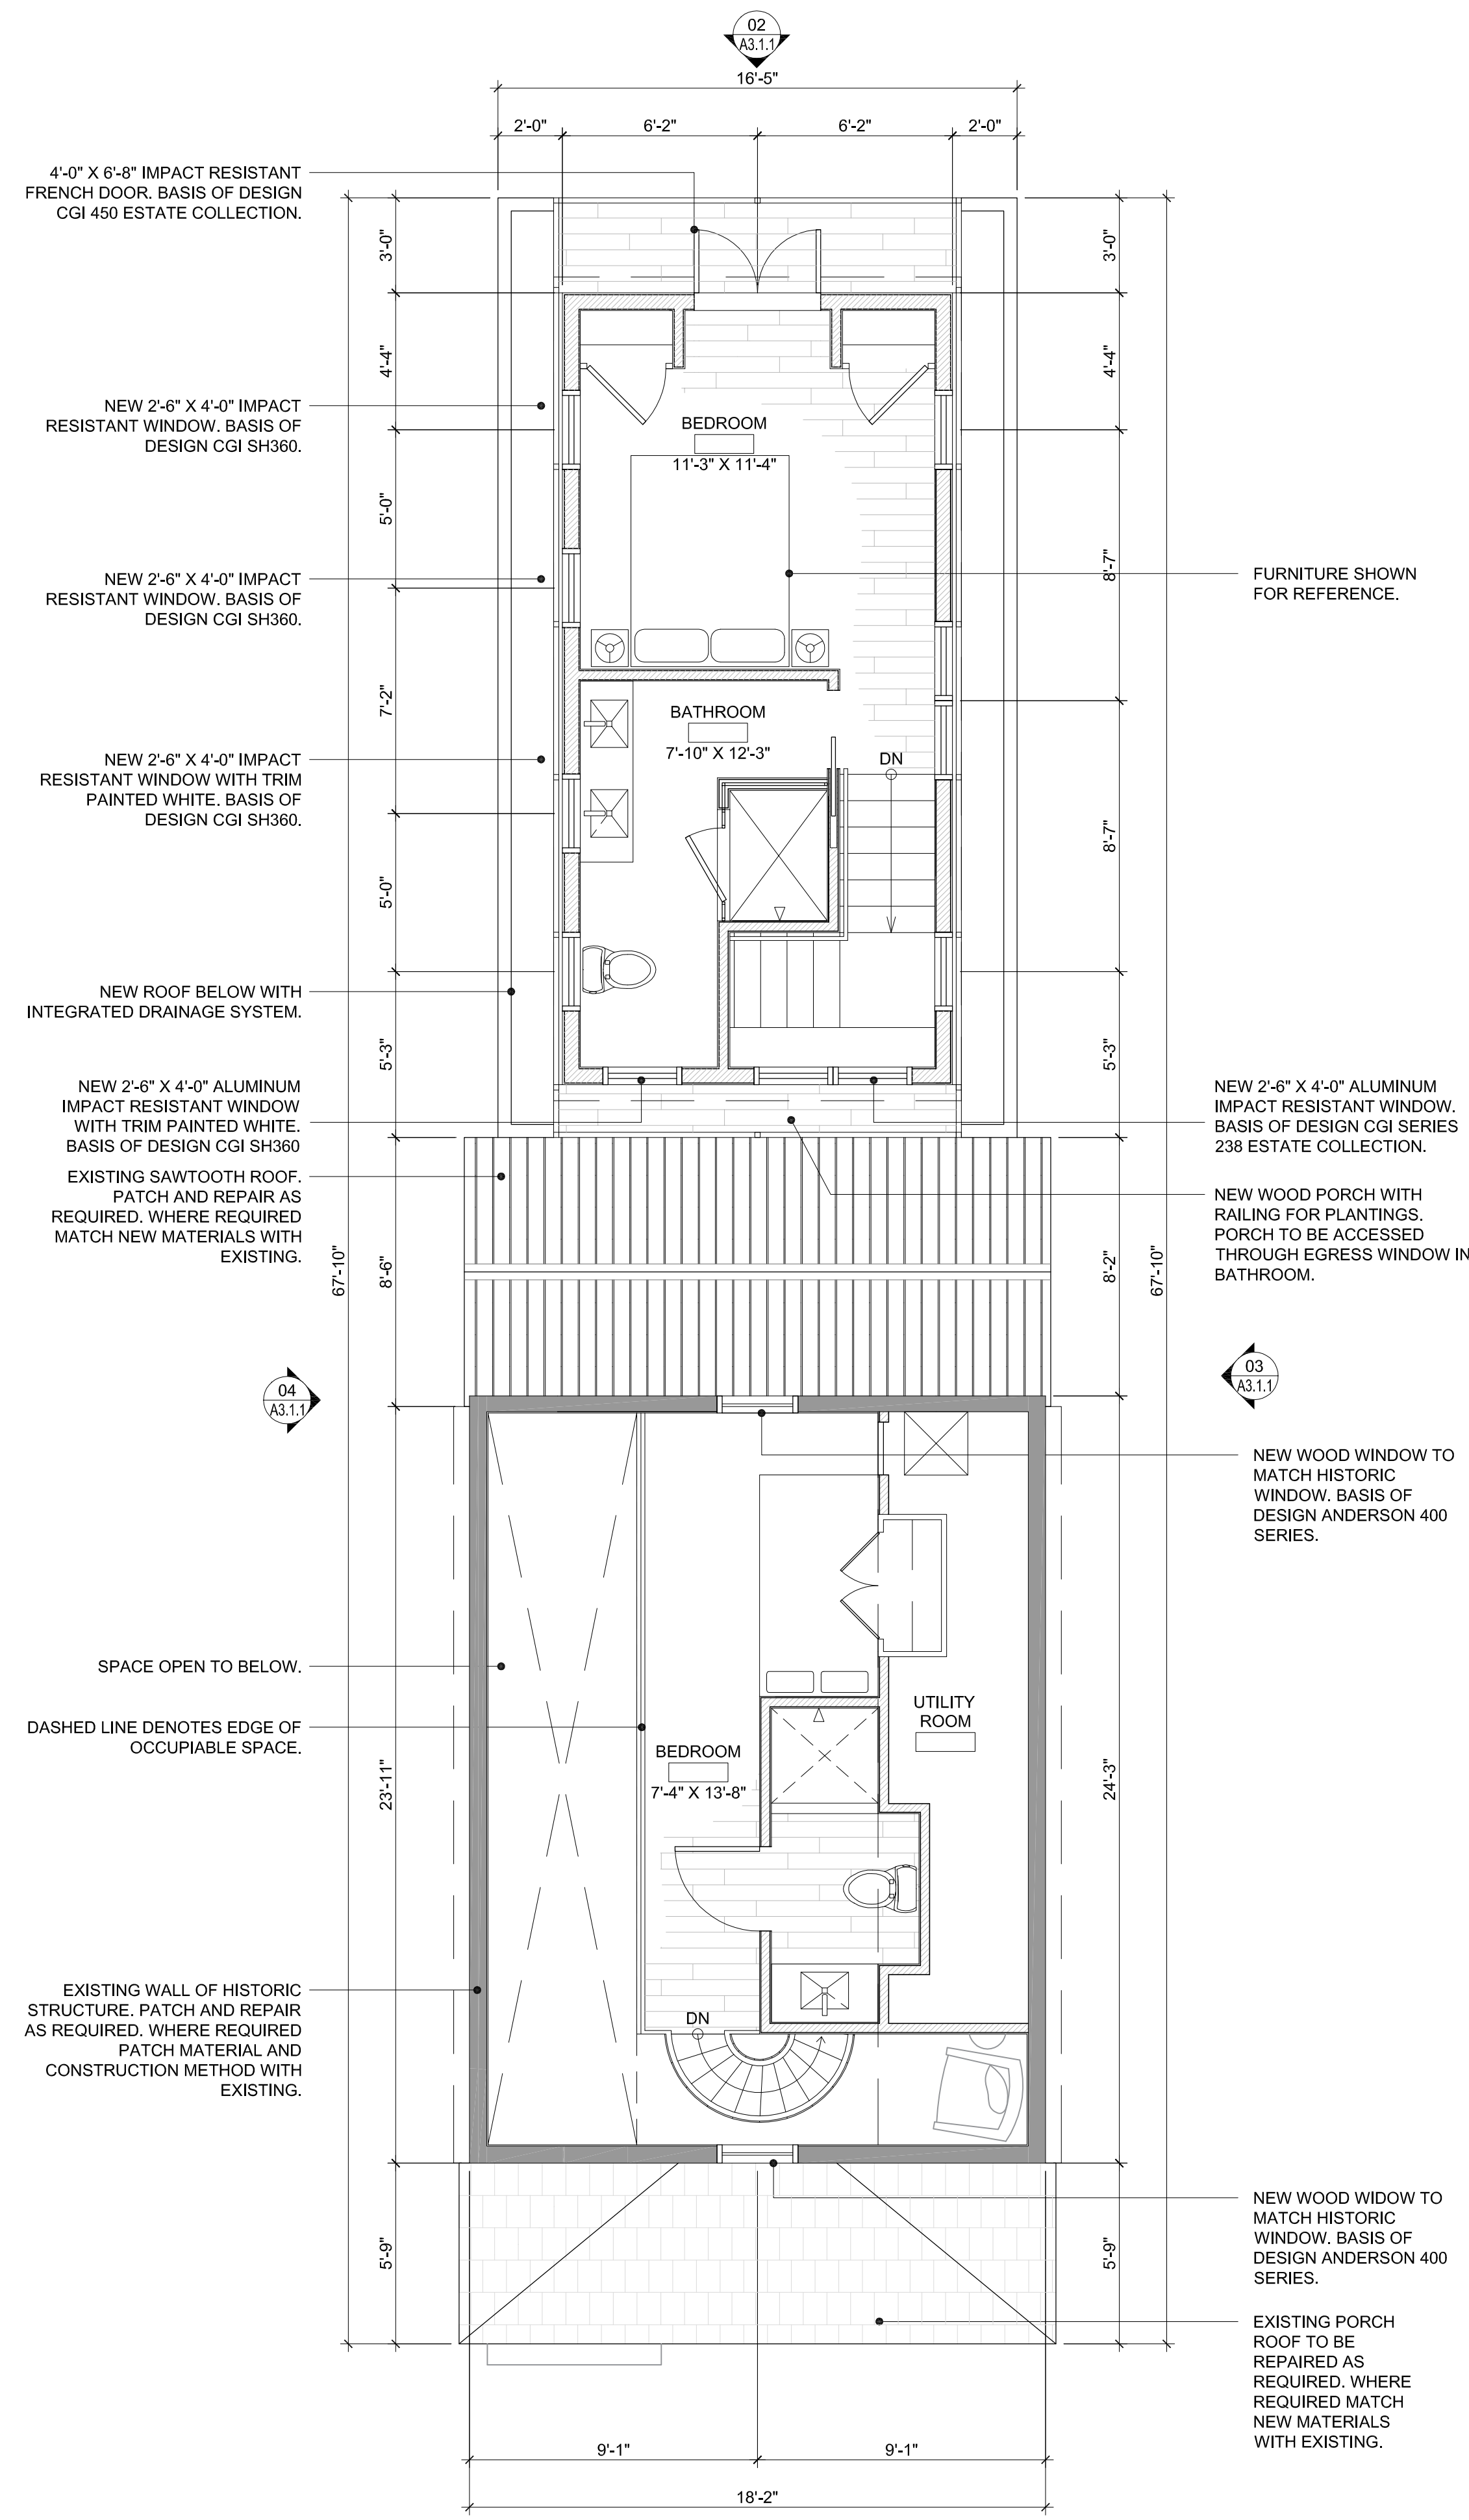 02
A3.1.1
16'-5"
2'-0"
6'-2"
6'-2"
2'-0"
4'-0" X 6'-8" IMPACT RESISTANT
FRENCH DOOR. BASIS OF DESIGN
CGI 450 ESTATE COLLECTION.
3'-0"
3'-0"
4'-4"
4'-4"
NEW 2'-6" X 4'-0" IMPACT
RESISTANT WINDOW. BASIS OF
DESIGN CGI SH360.
BEDROOM
11'-3" X 11'-4"
5'-0"
8'-7"
NEW 2'-6" X 4'-0" IMPACT
RESISTANT WINDOW. BASIS OF
DESIGN CGI SH360.
FURNITURE SHOWN
FOR REFERENCE.
7'-2"
BATHROOM
7'-10" X 12'-3"
DN
NEW 2'-6" X 4'-0" IMPACT
RESISTANT WINDOW WITH TRIM
PAINTED WHITE. BASIS OF
DESIGN CGI SH360.
8'-7"
5'-0"
NEW ROOF BELOW WITH
INTEGRATED DRAINAGE SYSTEM.
5'-3"
5'-3"
NEW 2'-6" X 4'-0" ALUMINUM
IMPACT RESISTANT WINDOW
WITH TRIM PAINTED WHITE.
BASIS OF DESIGN CGI SH360
NEW 2'-6" X 4'-0" ALUMINUM
IMPACT RESISTANT WINDOW.
BASIS OF DESIGN CGI SERIES
238 ESTATE COLLECTION.
EXISTING SAWTOOTH ROOF.
PATCH AND REPAIR AS
REQUIRED. WHERE REQUIRED
MATCH NEW MATERIALS WITH
EXISTING.
NEW WOOD PORCH WITH
RAILING FOR PLANTINGS.
PORCH TO BE ACCESSED
THROUGH EGRESS WINDOW IN
BATHROOM.
67'-10"
8'-6"
8'-2"
67'-10"
04
A3.1.1
03
A3.1.1
NEW WOOD WINDOW TO
MATCH HISTORIC
WINDOW. BASIS OF
DESIGN ANDERSON 400
SERIES.
SPACE OPEN TO BELOW.
UTILITY
ROOM
DASHED LINE DENOTES EDGE OF
OCCUPIABLE SPACE.
BEDROOM
7'-4" X 13'-8"
23'-11"
24'-3"
EXISTING WALL OF HISTORIC
STRUCTURE. PATCH AND REPAIR
AS REQUIRED. WHERE REQUIRED
PATCH MATERIAL AND
CONSTRUCTION METHOD WITH
EXISTING.
DN
5'-9"
5'-9"
NEW WOOD WIDOW TO
MATCH HISTORIC
WINDOW. BASIS OF
DESIGN ANDERSON 400
SERIES.
EXISTING PORCH
ROOF TO BE
REPAIRED AS
REQUIRED. WHERE
REQUIRED MATCH
NEW MATERIALS
WITH EXISTING.
9'-1"
9'-1"
18'-2"